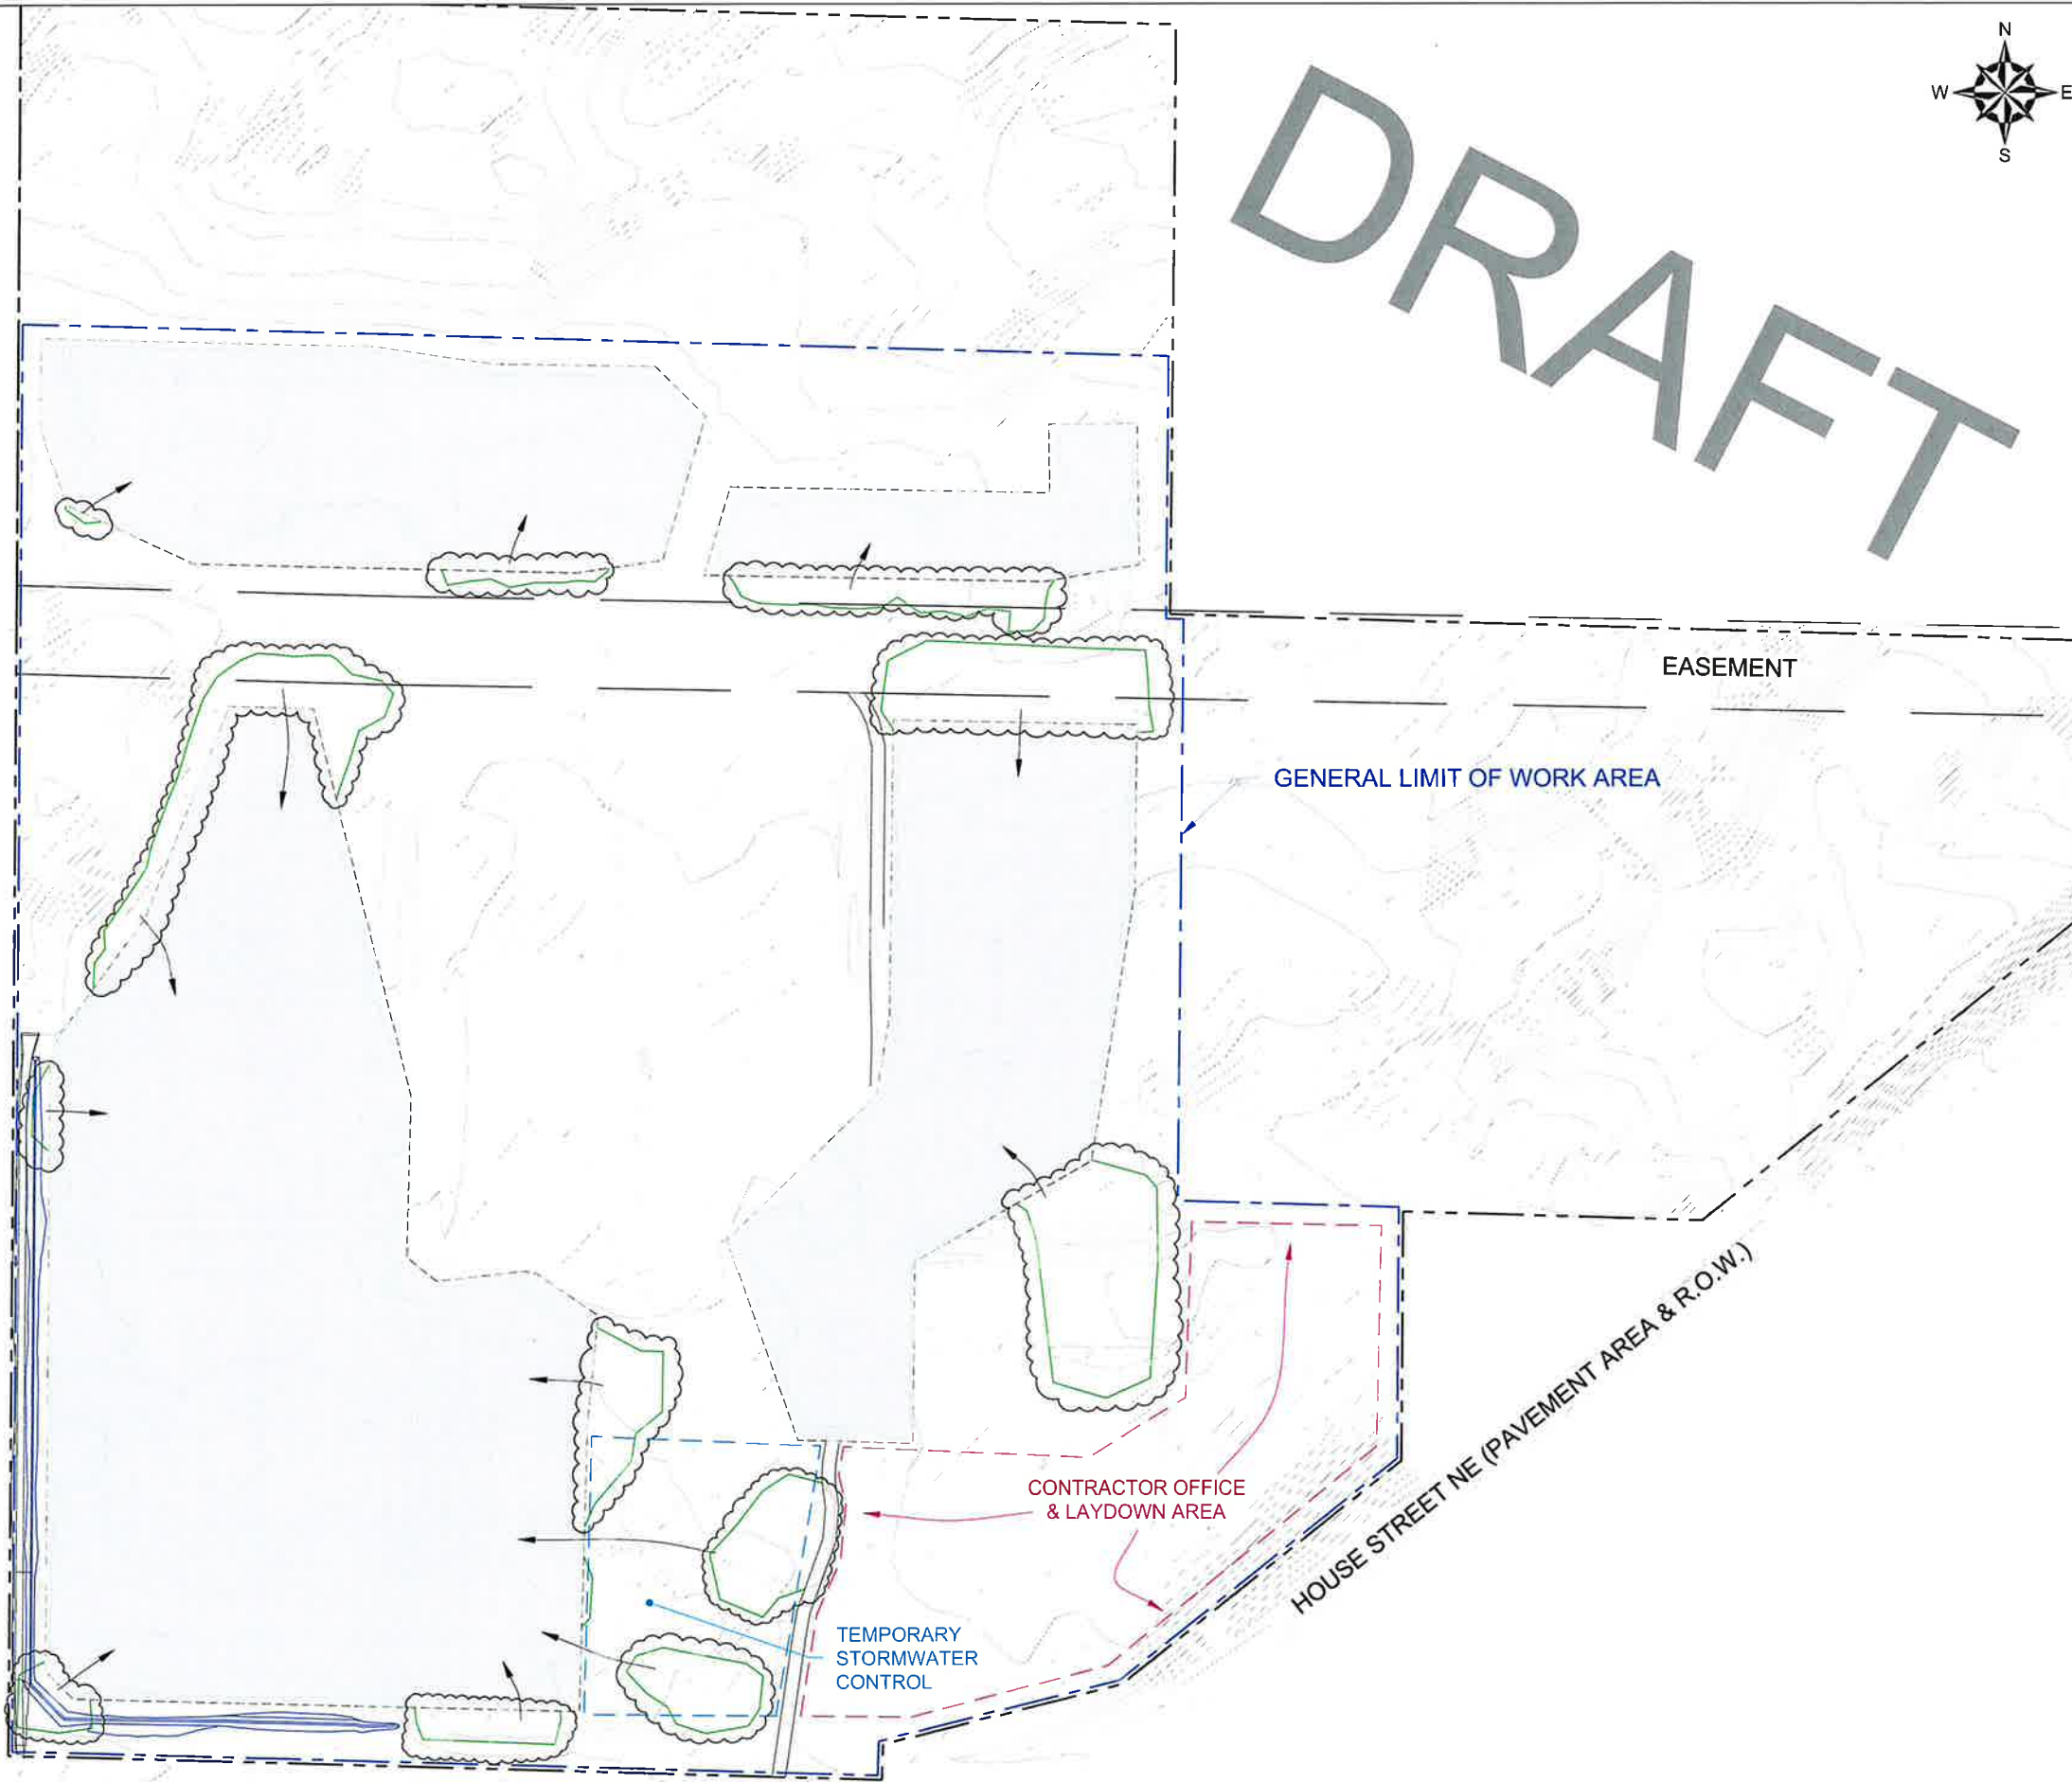 N
W E
S
DRAFT
EASEMENT
GENERAL LIMIT OF WORK AREA
HOUSE STREET NE (PAVEMENT AREA & R.O.W.)
CONTRACTOR OFFICE
& LAYDOWN AREA
TEMPORARY
STORMWATER
CONTROL